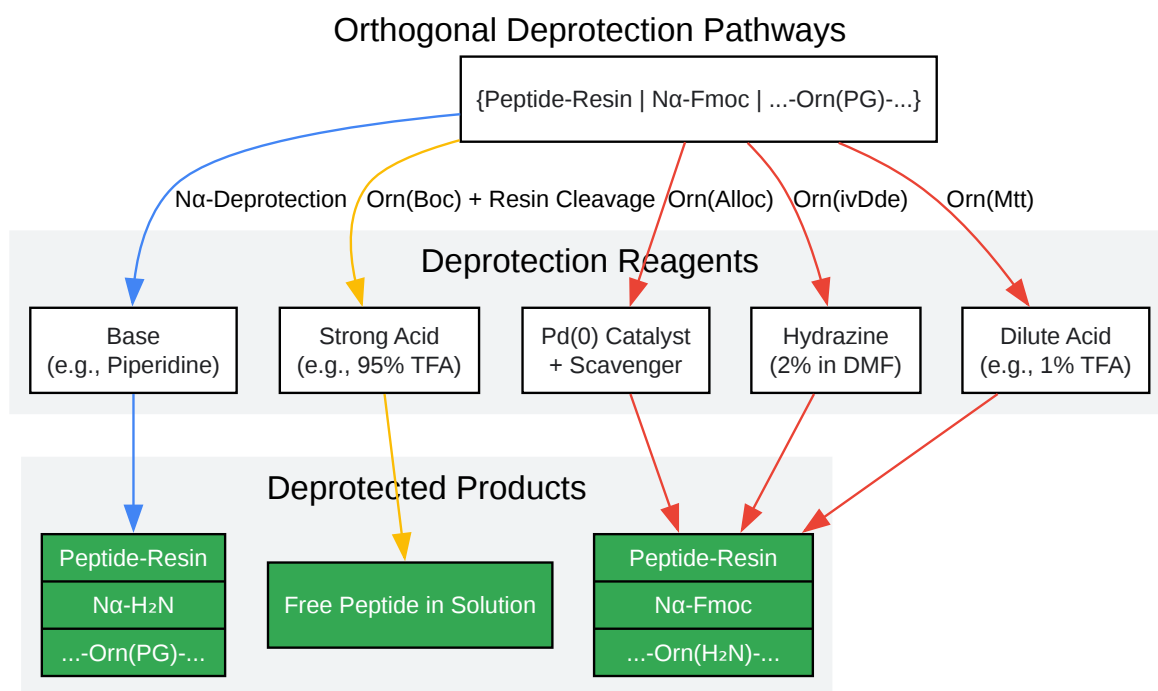 Orthogonal Deprotection Pathways
{Peptide-Resin | Nα-Fmoc | ...-Orn(PG)-...}
Nα-Deprotection
Orn(Boc) + Resin Cleavage
Orn(Alloc)
Orn(ivDde)
Orn(Mtt)
Deprotection Reagents
Base
(e.g., Piperidine)
Strong Acid
(e.g., 95% TFA)
Pd(0) Catalyst
+ Scavenger
Hydrazine
(2% in DMF)
Dilute Acid
(e.g., 1% TFA)
Deprotected Products
Peptide-Resin
Nα-H₂N
...-Orn(PG)-...
Free Peptide in Solution
Peptide-Resin
Nα-Fmoc
...-Orn(H₂N)-...